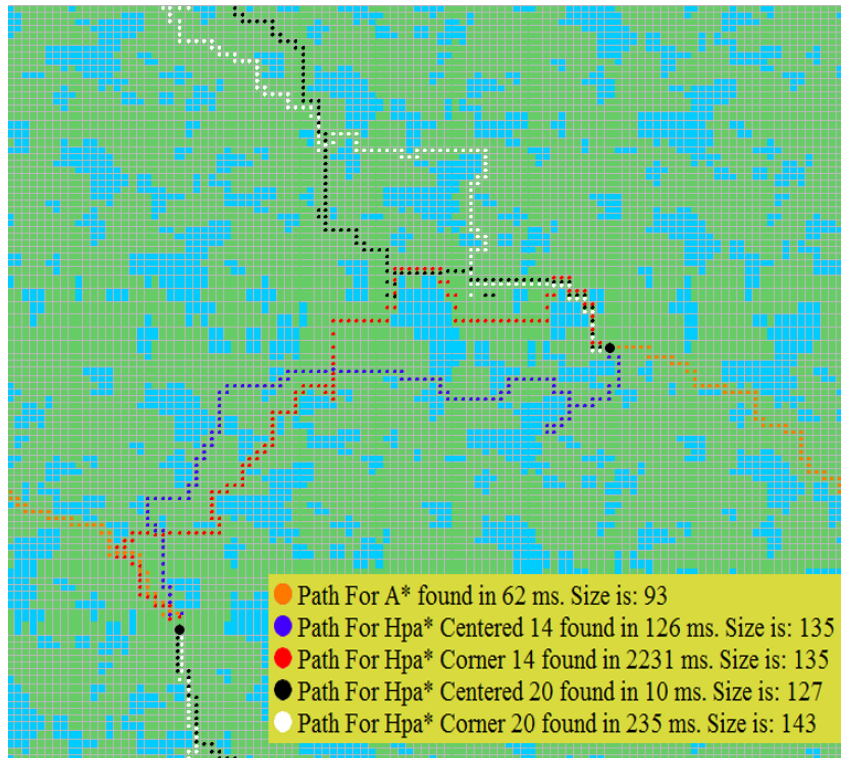 Path For A* found in 62 ms. Size is: 93
Path For Hpa* Centered 14 found in 126 ms. Size is: 135
Path For Hpa* Corner 14 found in 2231 ms. Size is: 135
Path For Hpa* Centered 20 found in 10 ms. Size is: 127
Path For Hpa* Corner 20 found in 235 ms. Size is: 143